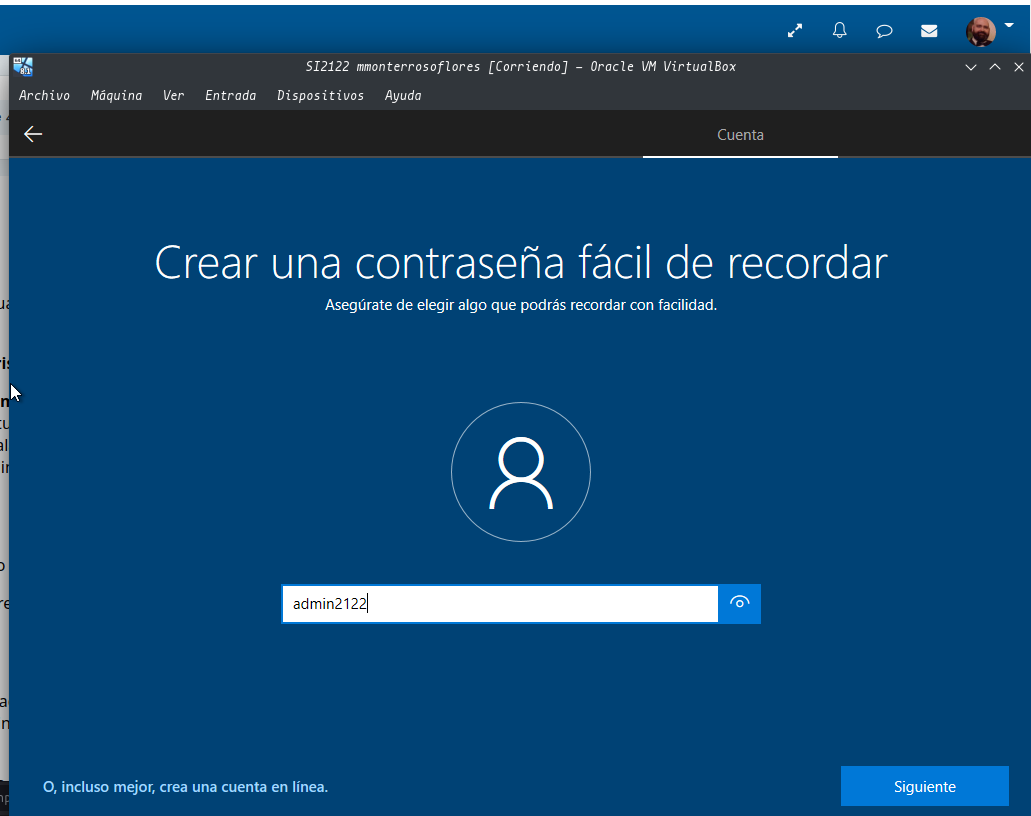 SI2122 mmonterrosoflores [Corriendo] – Oracle VM VirtualBox
Archivo Máquina Ver Entrada Dispositivos Ayuda
Cuenta
Crear una contraseña fácil de recordar
Asegúrate de elegir algo que podrás recordar con facilidad.
admin2122
O, incluso mejor, crea una cuenta en línea.
Siguiente